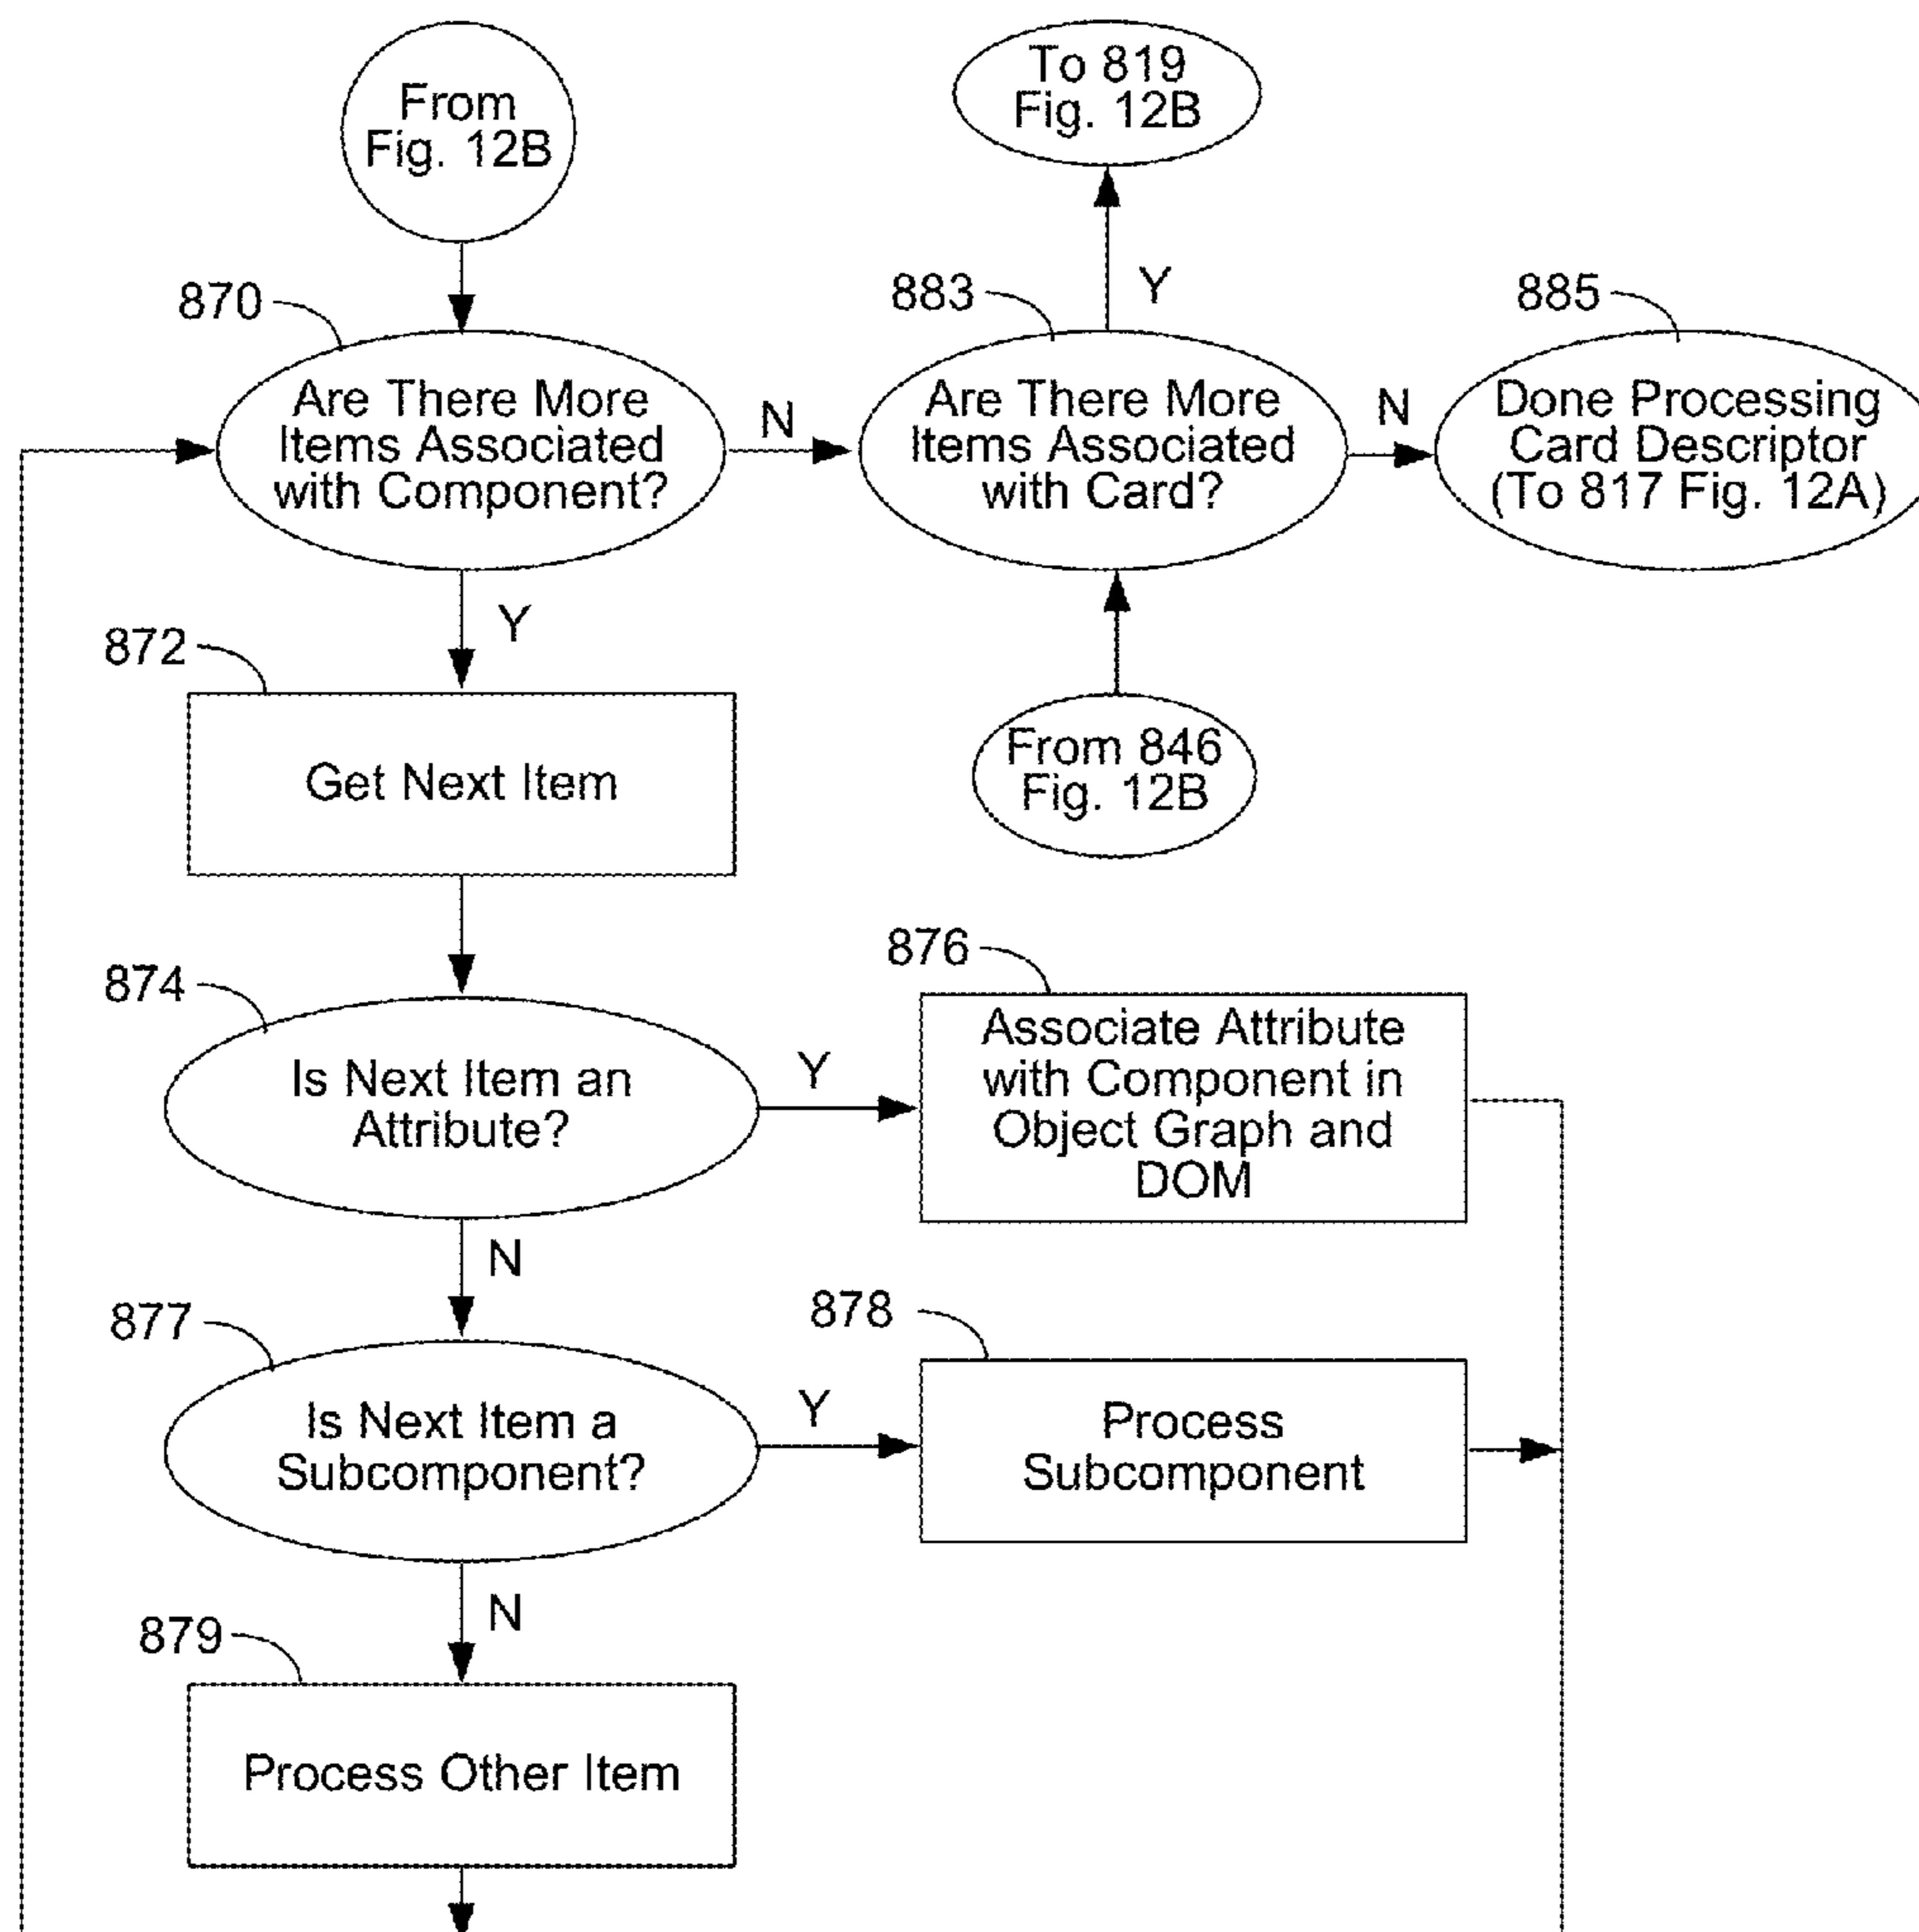 From
Fig. 12B
To 819
Fig. 12B
870
883
Y
885
Are There More
Items Associated
with Component?
N
Are There More
Items Associated
with Card?
N
Done Processing
Card Descriptor
(To 817 Fig. 12A)
Y
872
Get Next Item
From 846
Fig. 12B
874
876
Is Next Item an
Attribute?
Y
Associate Attribute
with Component in
Object Graph and
DOM
N
877
878
Is Next Item a
Subcomponent?
Y
Process
Subcomponent
N
879
Process Other Item